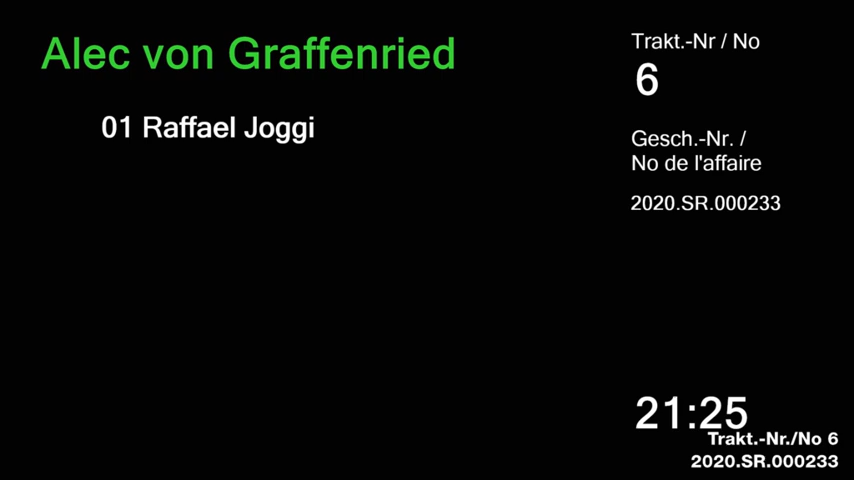 Alec von Graffenried
01 Raffael Joggi
Trakt.-Nr / No
6
Gesch.-Nr. /
No de l'affaire
2020.SR.000233
21:25
Trakt.-Nr./No 6
2020.SR.000233